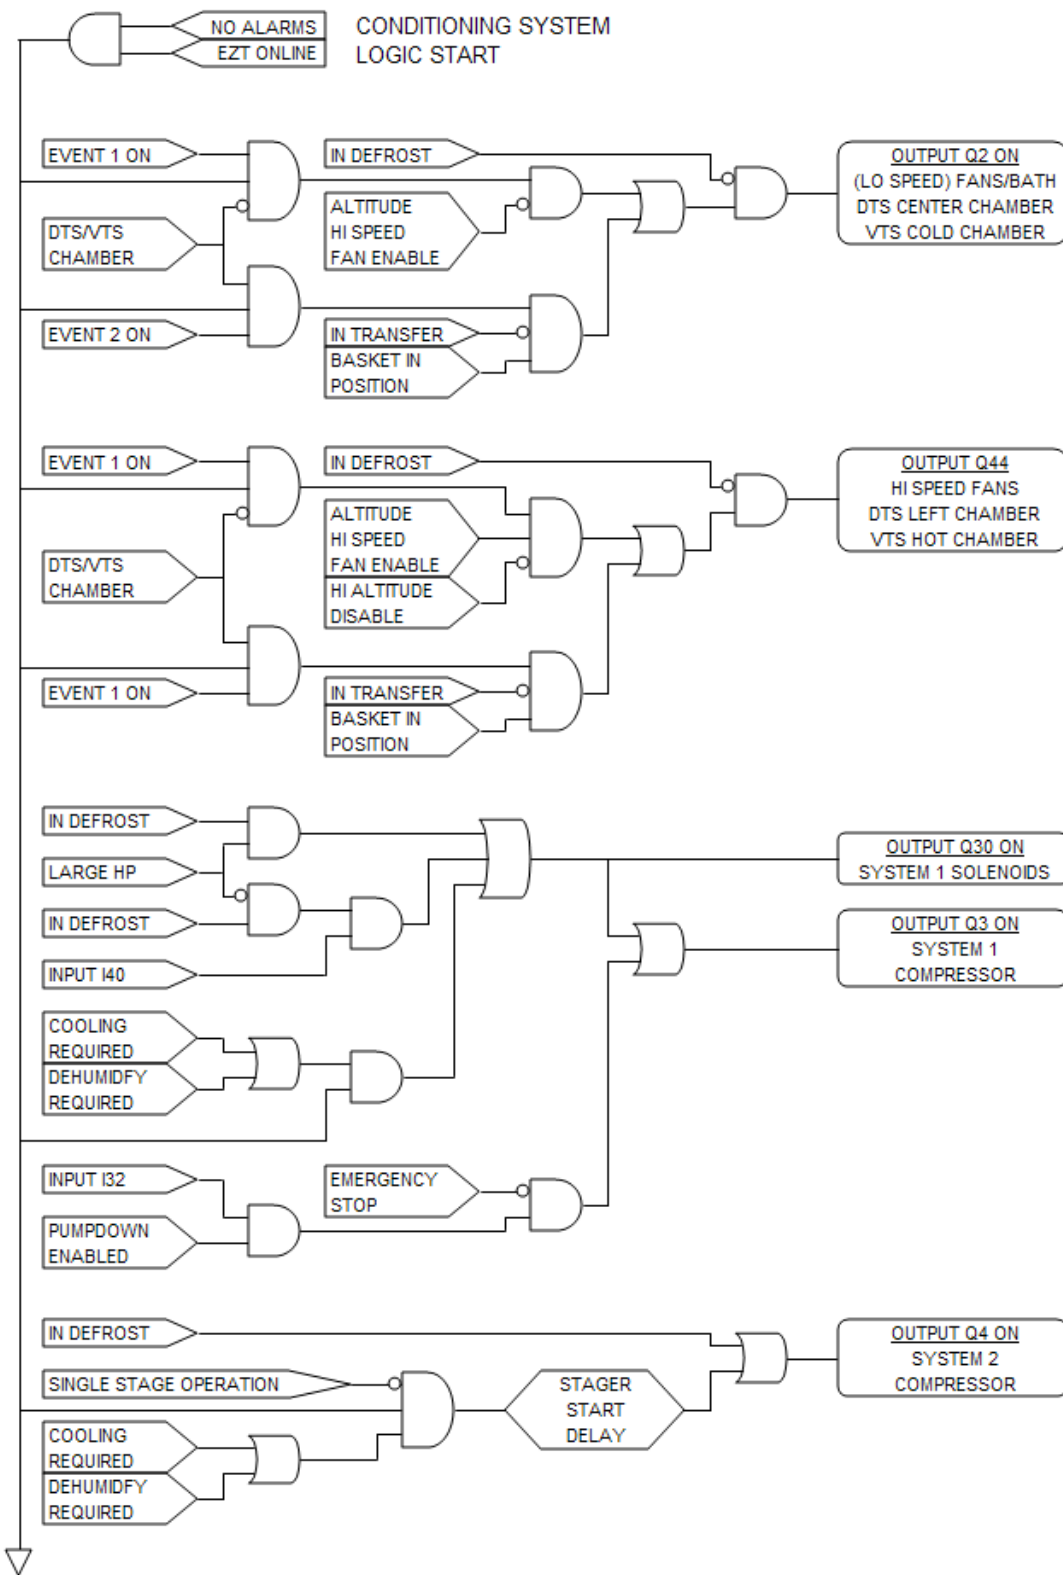 NO ALARMS
EZT ONLINE
CONDITIONING SYSTEM
LOGIC START
EVENT 1 ON
DTS/VTS
CHAMBER
EVENT 2 ON
IN DEFROST
ALTITUDE
HI SPEED
FAN ENABLE
IN TRANSFER
BASKET IN
POSITION
OUTPUT Q2 ON
(LO SPEED) FANS/BATH
DTS CENTER CHAMBER
VTS COLD CHAMBER
EVENT 1 ON
DTS/VTS
CHAMBER
EVENT 1 ON
IN DEFROST
ALTITUDE
HI SPEED
FAN ENABLE
HI ALTITUDE
DISABLE
IN TRANSFER
BASKET IN
POSITION
OUTPUT Q44
HI SPEED FANS
DTS LEFT CHAMBER
VTS HOT CHAMBER
IN DEFROST
LARGE HP
IN DEFROST
INPUT I40
COOLING
REQUIRED
DEHUMIDFY
REQUIRED
OUTPUT Q30 ON
SYSTEM 1 SOLENOIDS
OUTPUT Q3 ON
SYSTEM 1
COMPRESSOR
INPUT I32
PUMPDOWN
ENABLED
EMERGENCY
STOP
IN DEFROST
SINGLE STAGE OPERATION
COOLING
REQUIRED
DEHUMIDFY
REQUIRED
STAGER
START
DELAY
OUTPUT Q4 ON
SYSTEM 2
COMPRESSOR